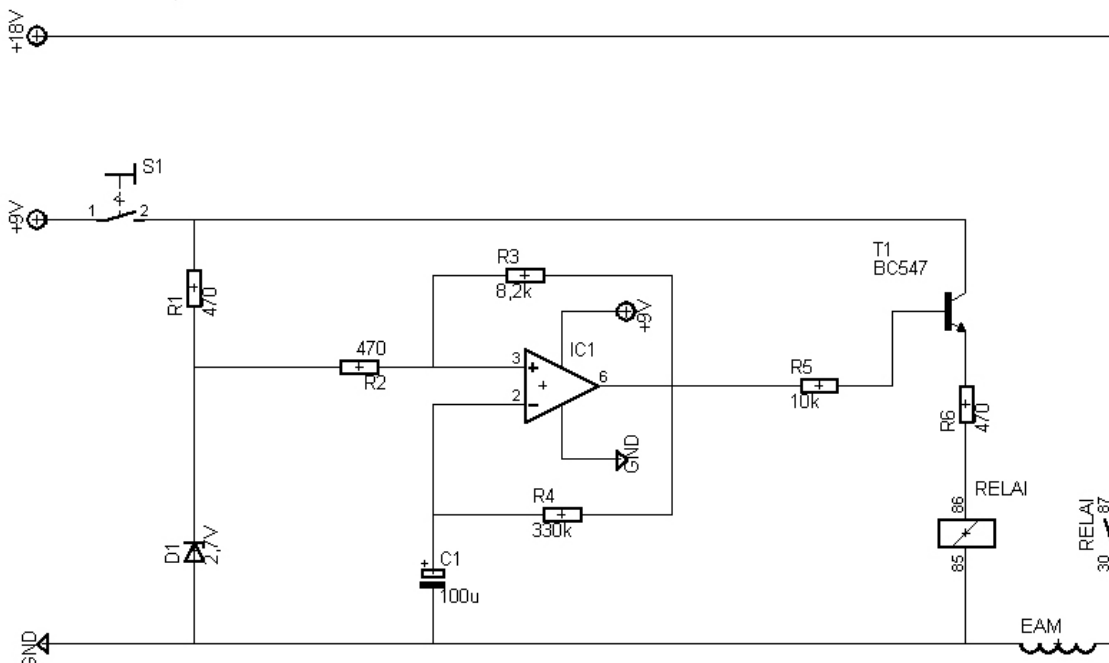 +18V
S1
+9V
1
2
R1
470
R3
8,2k
T1
BC547
+9V
470
R2
3
IC1
+
+
2
-
6
R5
10k
GND
R6
470
R4
330k
D1
2,7V
+
C1
100u
RELAI
86
85
RELAI
87
30
GND
EAM